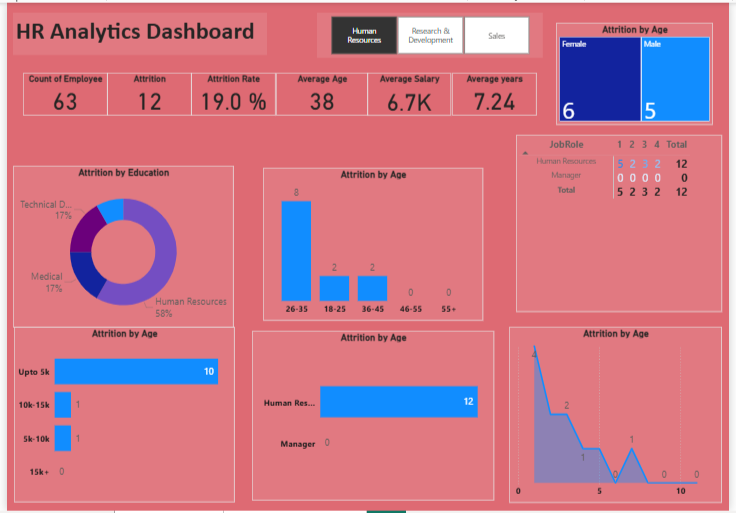 HR Analytics Dashboard
Human Resources
Research & Development
Sales
Attrition by Age
Female
Male
6
5
Count of Employee
63
Attrition
12
Attrition Rate
19.0 %
Average Age
38
Average Salary
6.7K
Average years
7.24
JobRole 1 2 3 4 Total
Human Resources 5 2 3 2 12
Manager 0 0 0 0 0
Total 5 2 3 2 12
Attrition by Education
Technical D...
17%
Medical
17%
Human Resources
58%
Attrition by Age
8
2
2
0
0
26-35
18-25
36-45
46-55
55+
Attrition by Age
Upto 5k 10
10k-15k 1
5k-10k 1
15k+ 0
Attrition by Age
Human Res... 12
Manager 0
Attrition by Age
4
2
1
0
1
0
0
0
5
10